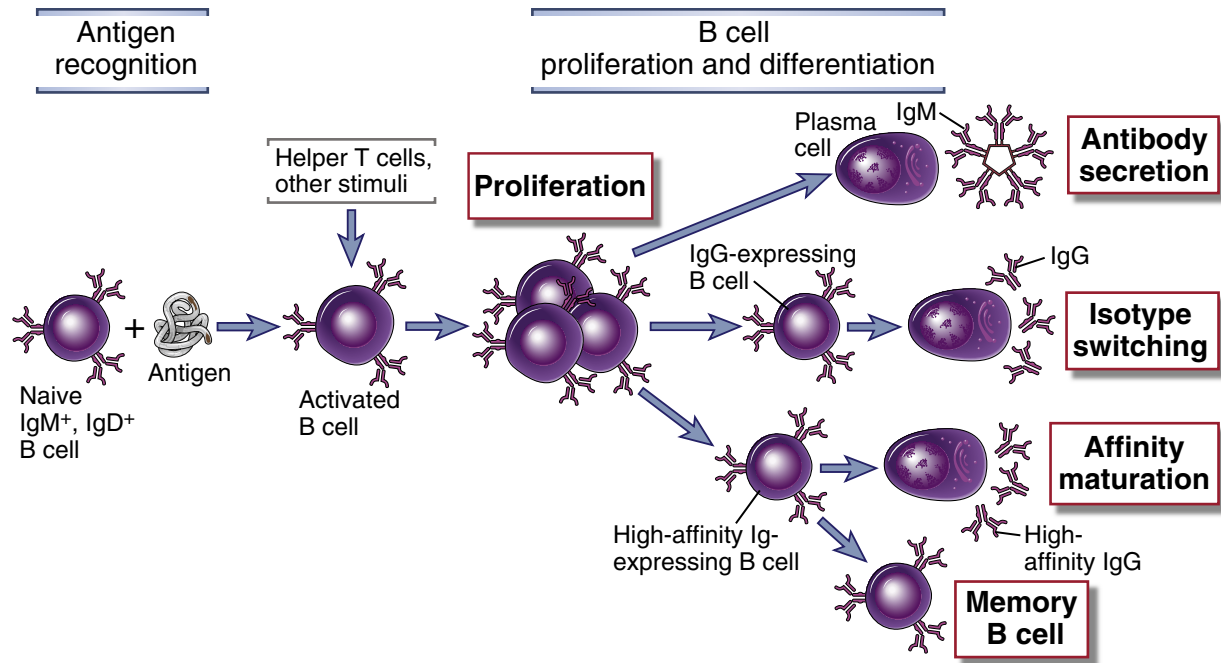 Antigen
recognition
B cell
proliferation and differentiation
Helper T cells,
other stimuli
Proliferation
Plasma
cell
IgM
Antibody
secretion
IgG-expressing
B cell
IgG
Isotype
switching
+
Antigen
Naive
IgM⁺, IgD⁺
B cell
Activated
B cell
Affinity
maturation
High-affinity Ig-
expressing B cell
High-
affinity IgG
Memory
B cell